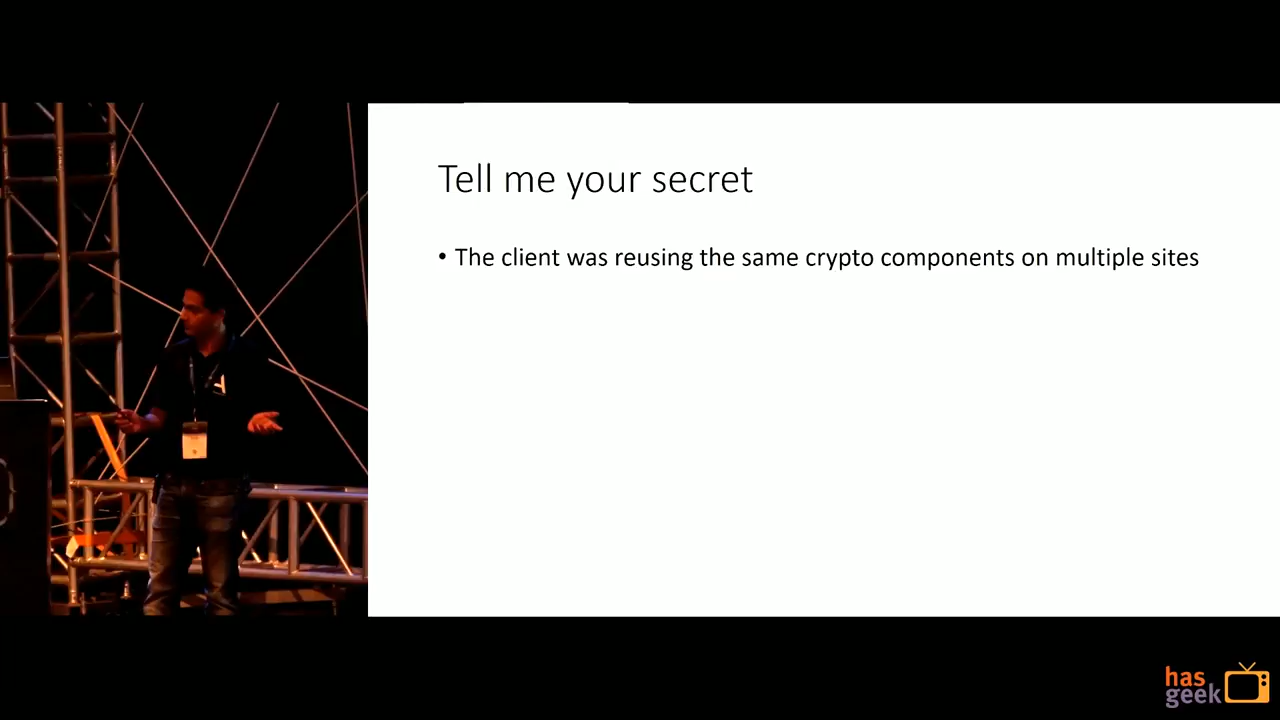 Tell me your secret
• The client was reusing the same crypto components on multiple sites
has
geek